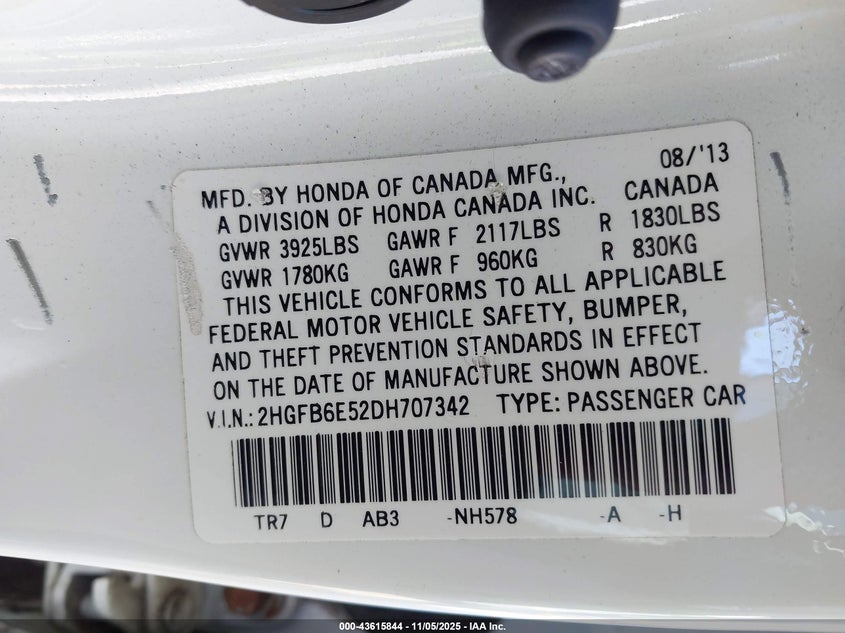 08/'13
MFD. BY HONDA OF CANADA MFG.,
A DIVISION OF HONDA CANADA INC. CANADA
GVWR 3925LBS GAWR F 2117LBS R 1830LBS
GVWR 1780KG GAWR F 960KG R 830KG
THIS VEHICLE CONFORMS TO ALL APPLICABLE
FEDERAL MOTOR VEHICLE SAFETY, BUMPER,
AND THEFT PREVENTION STANDARDS IN EFFECT
ON THE DATE OF MANUFACTURE SHOWN ABOVE.
V.I.N.: 2HGFB6E52DH707342 TYPE: PASSENGER CAR
TR7 D AB3 -NH578 -A -H
000-43615844 | 11/05/2025 | IAA Inc.